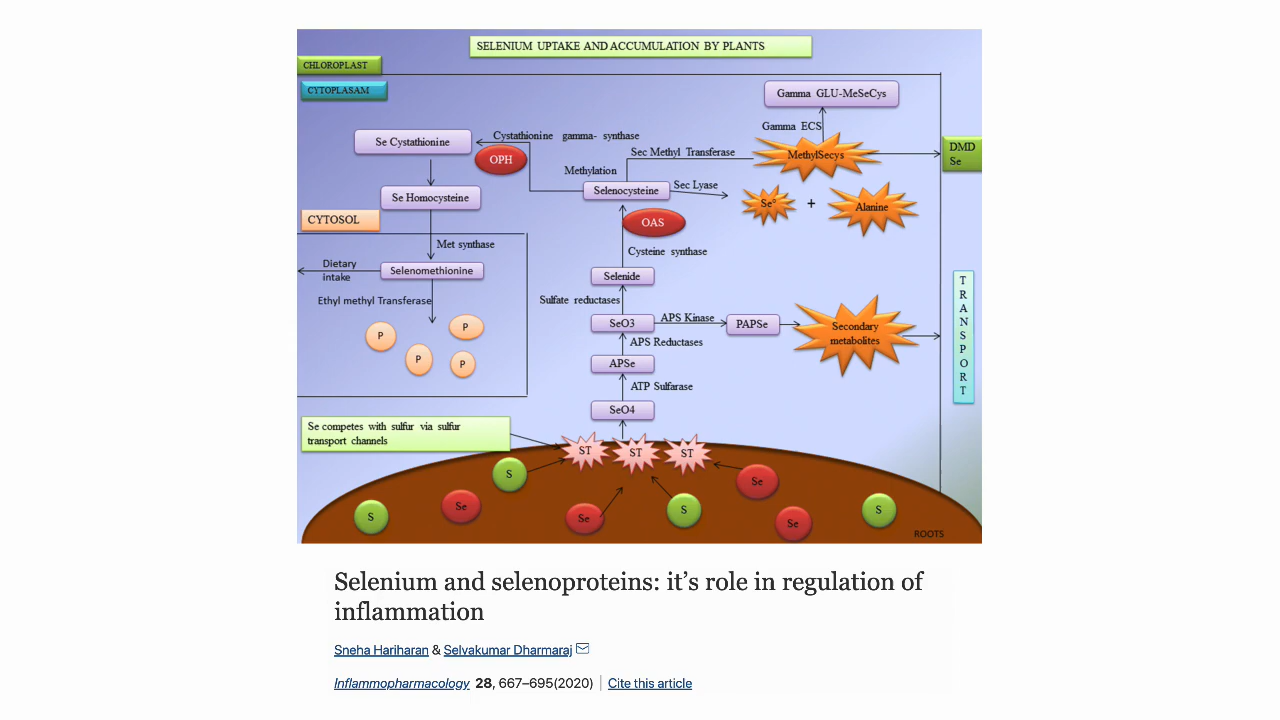 SELENIUM UPTAKE AND ACCUMULATION BY PLANTS
CHLOROPLAST
CYTOPLASAM
Gamma GLU-MeSeCys
Gamma ECS
Cystathionine gamma- synthase
Se Cystathionine
OPH
Sec Methyl Transferase
MethylSecys
DMD
Se
Methylation
Selenocysteine
Sec Lyase
Se Homocysteine
Se°
+
Alanine
CYTOSOL
OAS
Met synthase
Cysteine synthase
Dietary
intake
Selenomethionine
Selenide
Ethyl methyl Transferase
Sulfate reductases
P
P
P
P
SeO3
APS Kinase
PAPSe
Secondary
metabolites
APS Reductases
APSe
ATP Sulfarase
SeO4
T
R
A
N
S
P
O
R
T
Se competes with sulfur via sulfur
transport channels
ST
ST
ST
S
Se
S
Se
Se
S
Se
S
ROOTS
Selenium and selenoproteins: it's role in regulation of
inflammation
Sneha Hariharan & Selvakumar Dharmaraj
Inflammopharmacology 28, 667–695(2020) | Cite this article